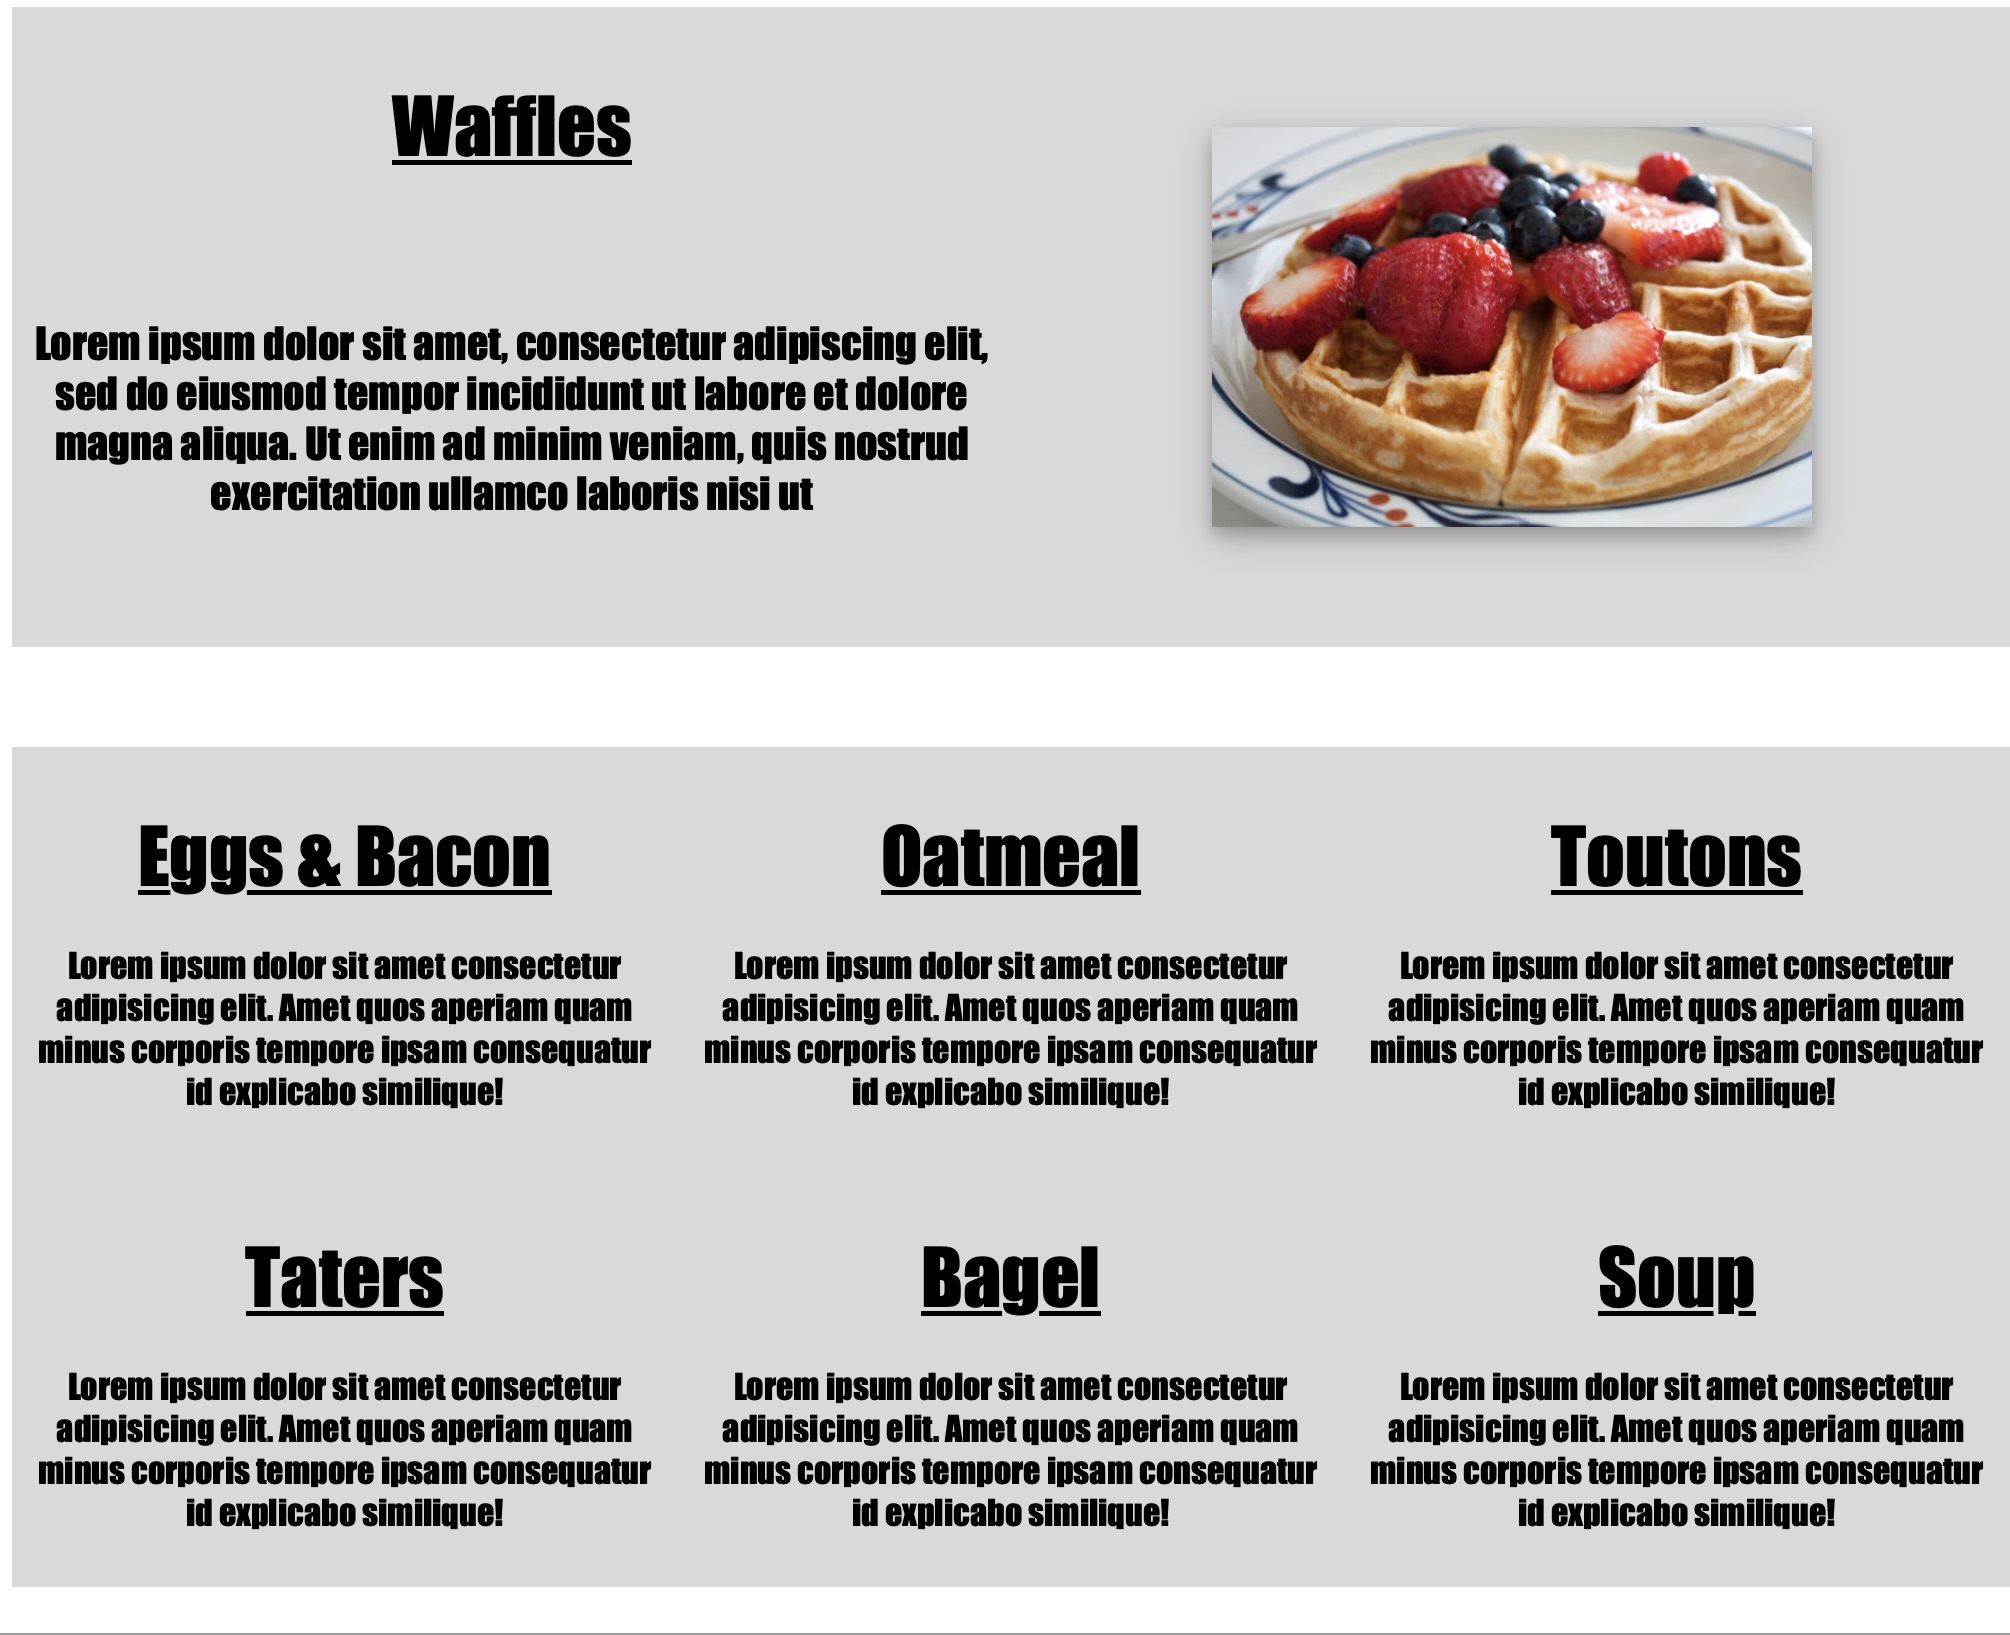 Waffles
Lorem ipsum dolor sit amet, consectetur adipiscing elit,
sed do eiusmod tempor incididunt ut labore et dolore
magna aliqua. Ut enim ad minim veniam, quis nostrud
exercitation ullamco laboris nisi ut
Eggs & Bacon
Lorem ipsum dolor sit amet consectetur
adipisicing elit. Amet quos aperiam quam
minus corporis tempore ipsam consequatur
id explicabo similique!
Oatmeal
Lorem ipsum dolor sit amet consectetur
adipisicing elit. Amet quos aperiam quam
minus corporis tempore ipsam consequatur
id explicabo similique!
Toutons
Lorem ipsum dolor sit amet consectetur
adipisicing elit. Amet quos aperiam quam
minus corporis tempore ipsam consequatur
id explicabo similique!
Taters
Lorem ipsum dolor sit amet consectetur
adipisicing elit. Amet quos aperiam quam
minus corporis tempore ipsam consequatur
id explicabo similique!
Bagel
Lorem ipsum dolor sit amet consectetur
adipisicing elit. Amet quos aperiam quam
minus corporis tempore ipsam consequatur
id explicabo similique!
Soup
Lorem ipsum dolor sit amet consectetur
adipisicing elit. Amet quos aperiam quam
minus corporis tempore ipsam consequatur
id explicabo similique!